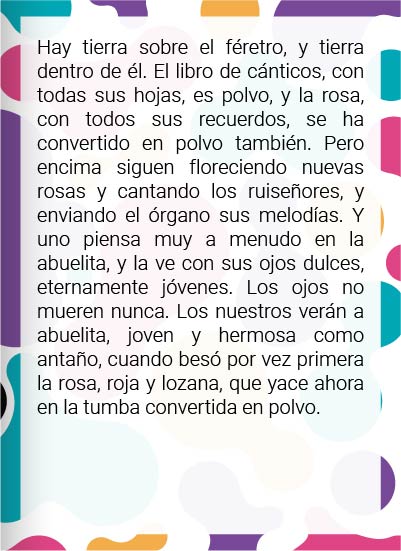 Hay tierra sobre el féretro, y tierra
dentro de él. El libro de cánticos, con
todas sus hojas, es polvo, y la rosa,
con todos sus recuerdos, se ha
convertido en polvo también. Pero
encima siguen floreciendo nuevas
rosas y cantando los ruiseñores, y
enviando el órgano sus melodías. Y
uno piensa muy a menudo en la
abuelita, y la ve con sus ojos dulces,
eternamente jóvenes. Los ojos no
mueren nunca. Los nuestros verán a
abuelita, joven y hermosa como
antaño, cuando besó por vez primera
la rosa, roja y lozana, que yace ahora
en la tumba convertida en polvo.